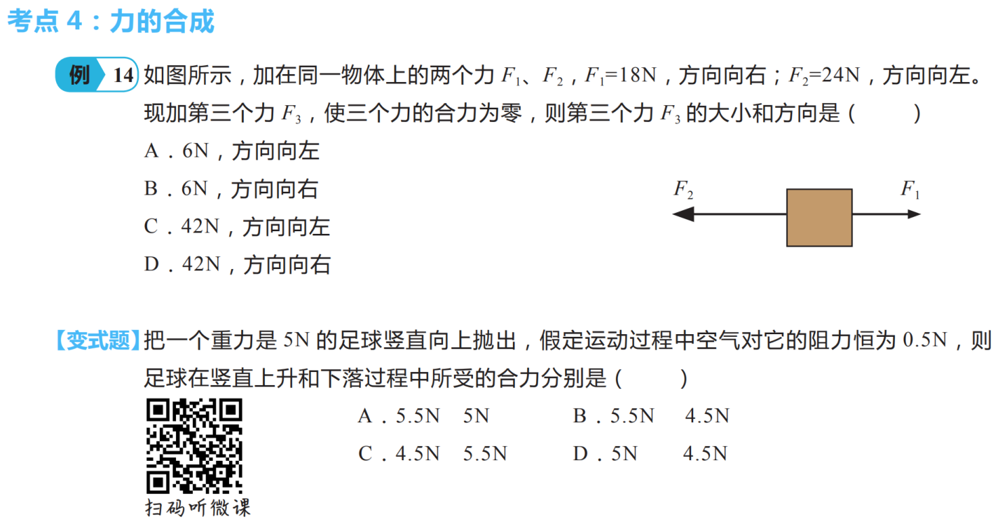 考点 4：力的合成
例 14 如图所示，加在同一物体上的两个力 F₁、F₂，F₁=18N，方向向右；F₂=24N，方向向左。
现加第三个力 F₃，使三个力的合力为零，则第三个力 F₃ 的大小和方向是（　　）
A．6N，方向向左
B．6N，方向向右
C．42N，方向向左
D．42N，方向向右
F₂ F₁
【变式题】把一个重力是 5N 的足球竖直向上抛出，假定运动过程中空气对它的阻力恒为 0.5N，则
足球在竖直上升和下落过程中所受的合力分别是（　　）
A．5.5N 5N B．5.5N 4.5N
C．4.5N 5.5N D．5N 4.5N
扫码听微课